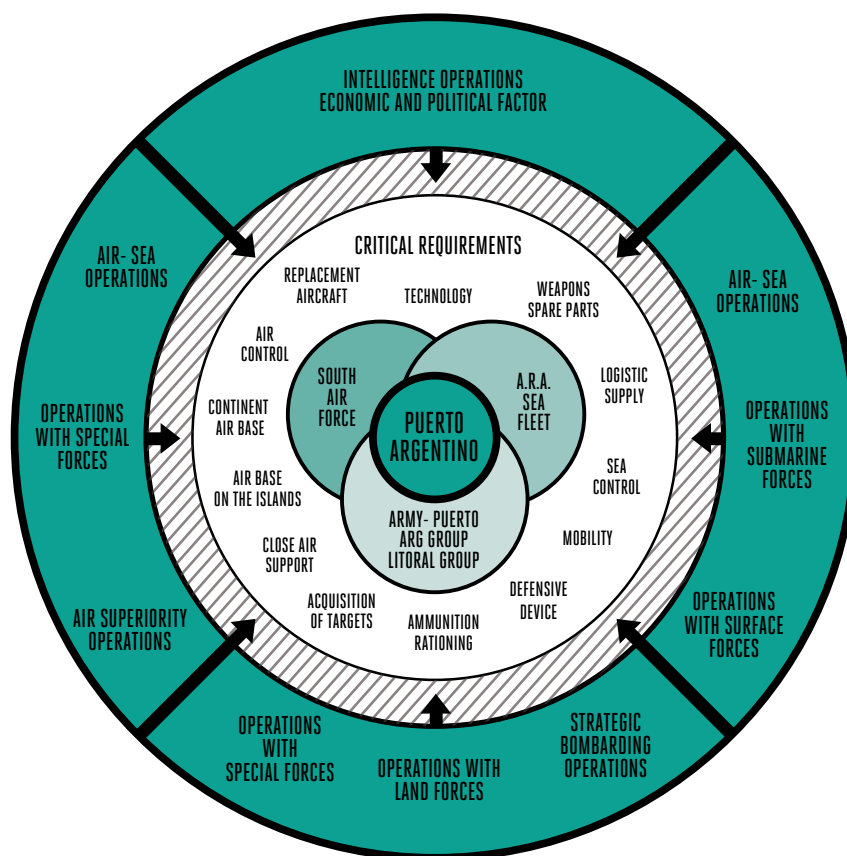 INTELLIGENCE OPERATIONS
ECONOMIC AND POLITICAL FACTOR
AIR- SEA
OPERATIONS
AIR- SEA
OPERATIONS
CRITICAL REQUIREMENTS
REPLACEMENT
AIRCRAFT
TECHNOLOGY
WEAPONS
SPARE PARTS
AIR
CONTROL
SOUTH
AIR
FORCE
A.R.A.
SEA
FLEET
LOGISTIC
SUPPLY
OPERATIONS
WITH SPECIAL
FORCES
CONTINENT
AIR BASE
PUERTO
ARGENTINO
OPERATIONS
WITH
SUBMARINE
FORCES
AIR BASE
ON THE ISLANDS
SEA
CONTROL
ARMY- PUERTO
ARG GROUP
LITORAL GROUP
CLOSE AIR
SUPPORT
MOBILITY
ACQUISITION
OF TARGETS
AMMUNITION
RATIONING
DEFENSIVE
DEVICE
AIR SUPERIORITY
OPERATIONS
OPERATIONS
WITH SURFACE
FORCES
OPERATIONS
WITH
SPECIAL FORCES
OPERATIONS WITH
LAND FORCES
STRATEGIC
BOMBARDING
OPERATIONS